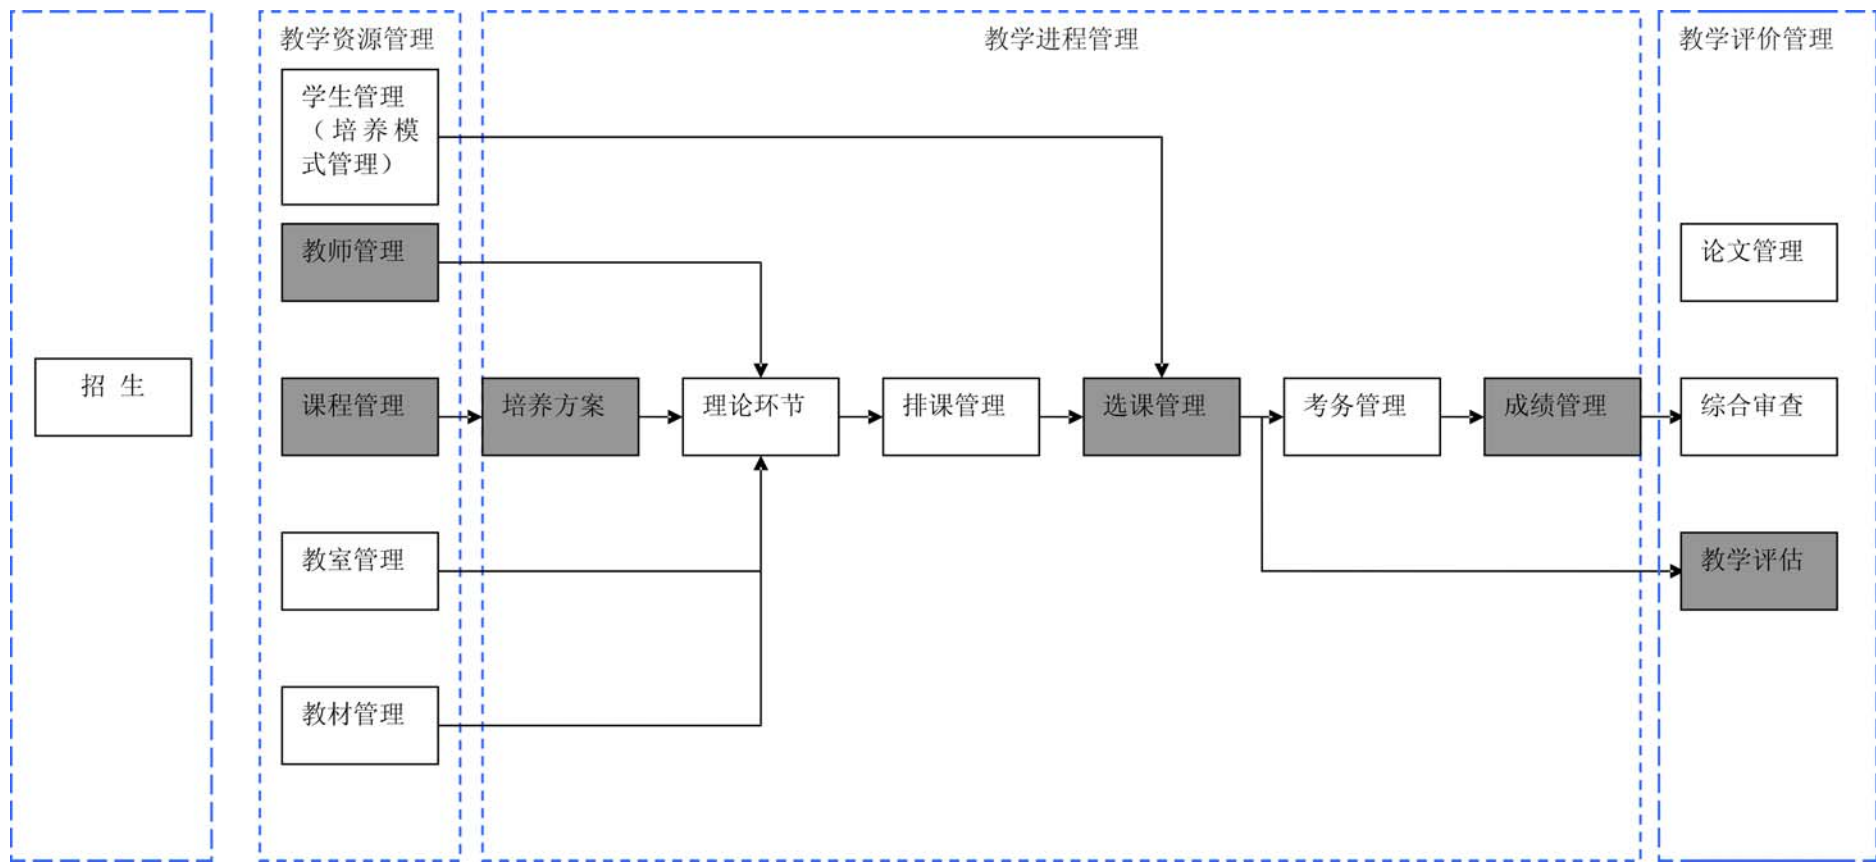 教学资源管理
教学进程管理
教学评价管理
学生管理
（培养模
式管理）
教师管理
论文管理
招 生
课程管理
培养方案
理论环节
排课管理
选课管理
考务管理
成绩管理
综合审查
教室管理
教学评估
教材管理